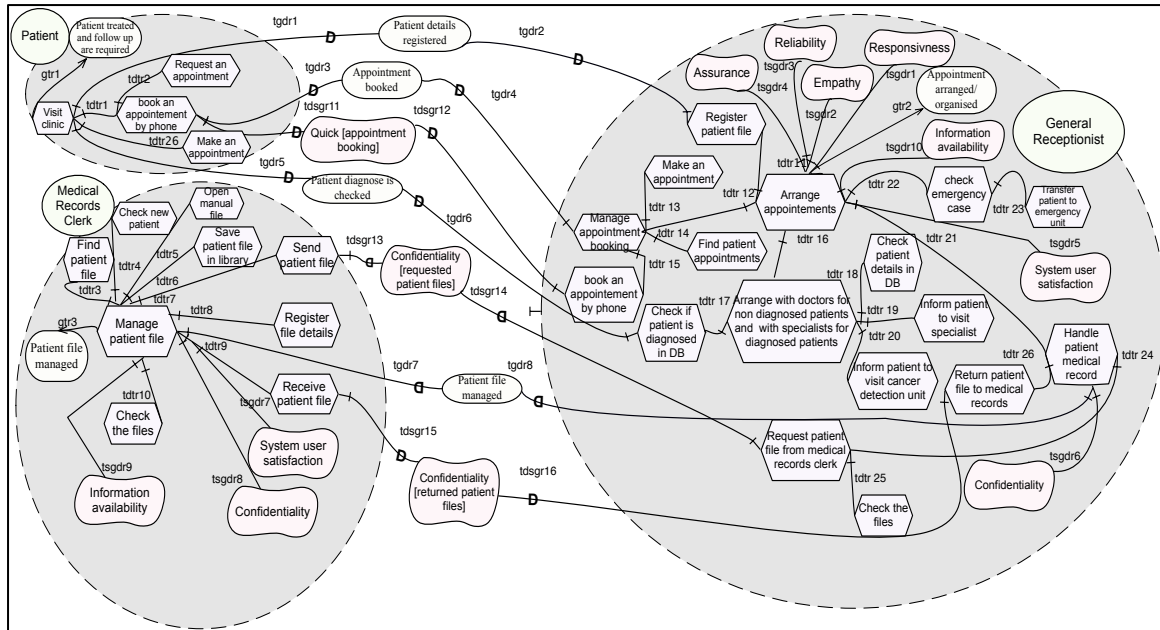 tgdr1
Patient
Patient treated
and follow up
are required
Patient details
registered
tgdr2
D
D
gtr1
Request an
appointment
tdtr2
tgdr3
D
Appointment
booked
tgdr4
tdtr1
Visit
clinic
book an
appointement
by phone
tdsgr11
tdsgr12
D
Quick [appointment
booking]
D
Make an
appointment
tdtr26
tgdr5
D
Patient diagnose is
checked
D
tgdr6
Reliability
Responsivness
Assurance
tsgdr3
tsgdr4
Empathy
tsgdr1
tsgdr2
Appointment
arranged/
organised
gtr2
General
Receptionist
Register
patient file
Information
availability
tsgdr10
Make an
appointment
tdtr11
tdtr 12
Arrange
appointements
tdtr 22
check
emergency
case
tdtr 23
Transfer
patient to
emergency
unit
tdtr 13
Manage
appointment
booking
tdtr 14
tdtr 15
Find patient
appointments
tdtr 16
tdtr 21
tsgdr5
System user
satisfaction
book an
appointement
by phone
Check
patient
details in
DB
tdtr 18
Check if
patient is
diagnosed
in DB
tdtr 17
Arrange with doctors for
non diagnosed patients
and with specialists for
diagnosed patients
tdtr 19
tdtr 20
Inform patient
to visit
specialist
Inform patient to
visit cancer
detection unit
tdtr 26
Return patient
file to medical
records
Handle
patient
medical
record
tdtr 24
Request patient
file from medical
records clerk
tdtr 25
Check the
files
tsgdr6
Confidentiality
Medical
Records
Clerk
Check new
patient
Open
manual
file
Find
patient
file
tdtr4
tdtr5
Save
patient file
in library
Send
patient file
tdsgr13
D
Confidentiality
[requested
patient files]
tdsgr14
D
tdtr3
tdtr6
tdtr7
gtr3
Manage
patient file
tdtr8
Register
file details
Patient file
managed
tdtr9
tgdr7
D
Patient file
managed
tgdr8
D
tdtr10
Check
the files
tsgdr7
Receive
patient file
tdsgr15
D
System user
satisfaction
Confidentiality
[returned patient
files]
tdsgr16
D
tsgdr9
tsgdr8
Information
availability
Confidentiality